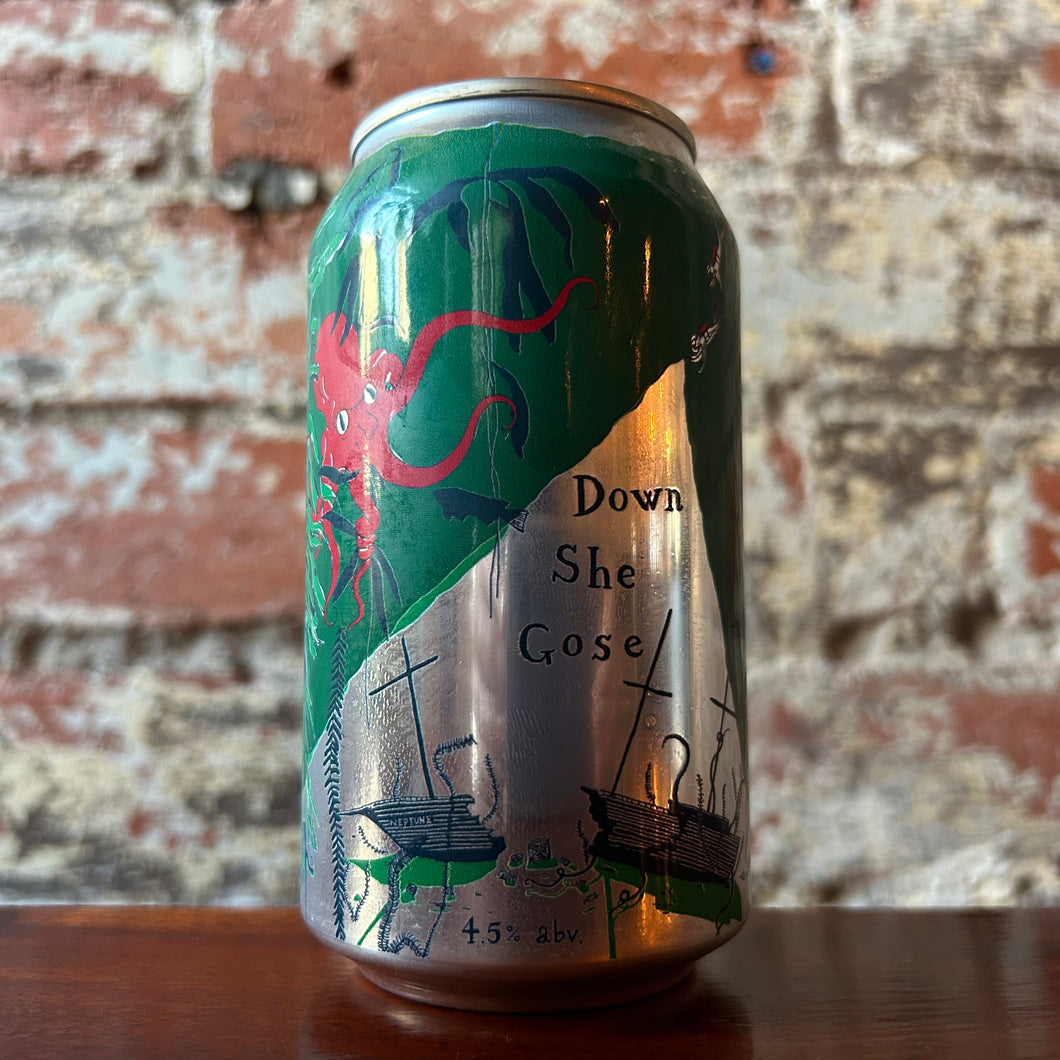 Down
She
Gose
NEPTUNE
4.5% abv.